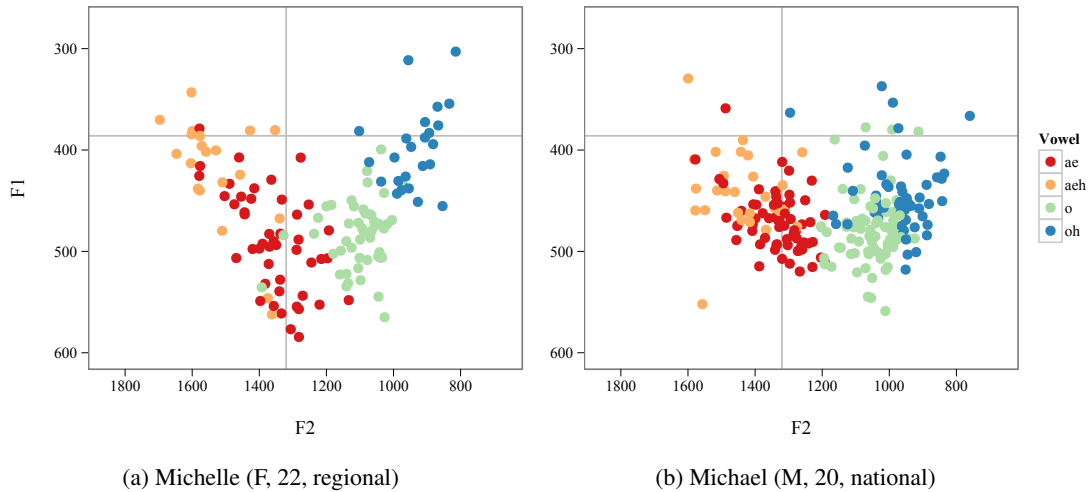 300
400
500
600
F1
1800 1600 1400 1200 1000 800
F2
(a) Michelle (F, 22, regional)
300
400
500
600
1800 1600 1400 1200 1000 800
F2
(b) Michael (M, 20, national)
Vowel
ae
aeh
o
oh